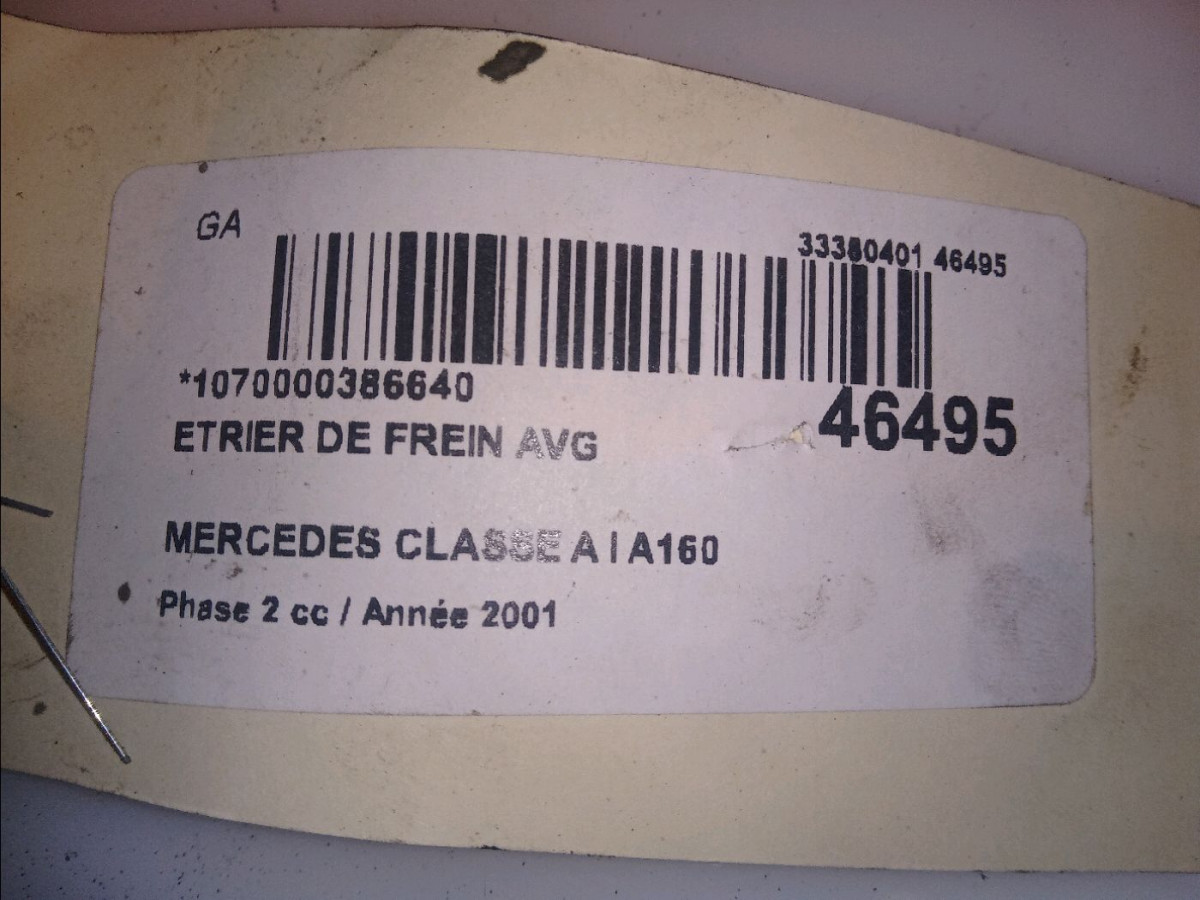 GA
33380401 46495
*1070000386640
46495
ETRIER DE FREIN AVG
MERCEDES CLASSE A I A160
Phase 2 cc / Année 2001